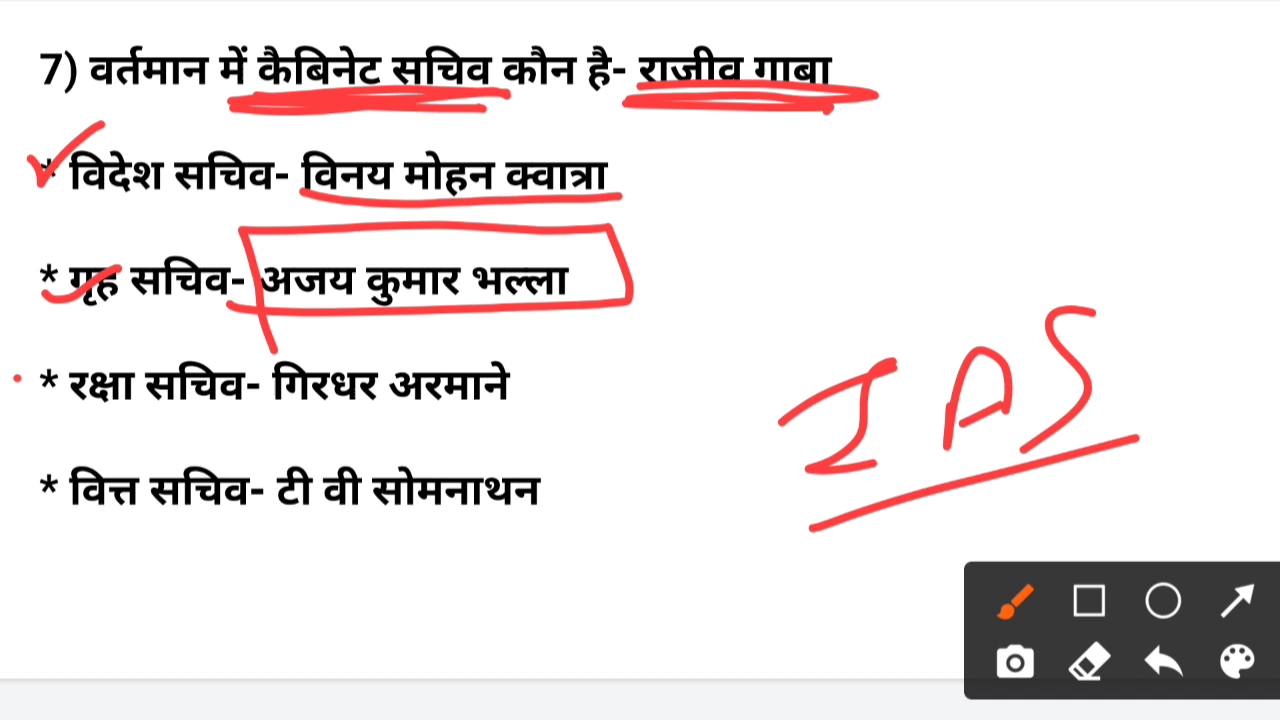 7) वर्तमान में कैबिनेट सचिव कौन है- राजीव गाबा
* विदेश सचिव- विनय मोहन क्वात्रा
* गृह सचिव- अजय कुमार भल्ला
* रक्षा सचिव- गिरधर अरमाने
* वित्त सचिव- टी वी सोमनाथन
IAS